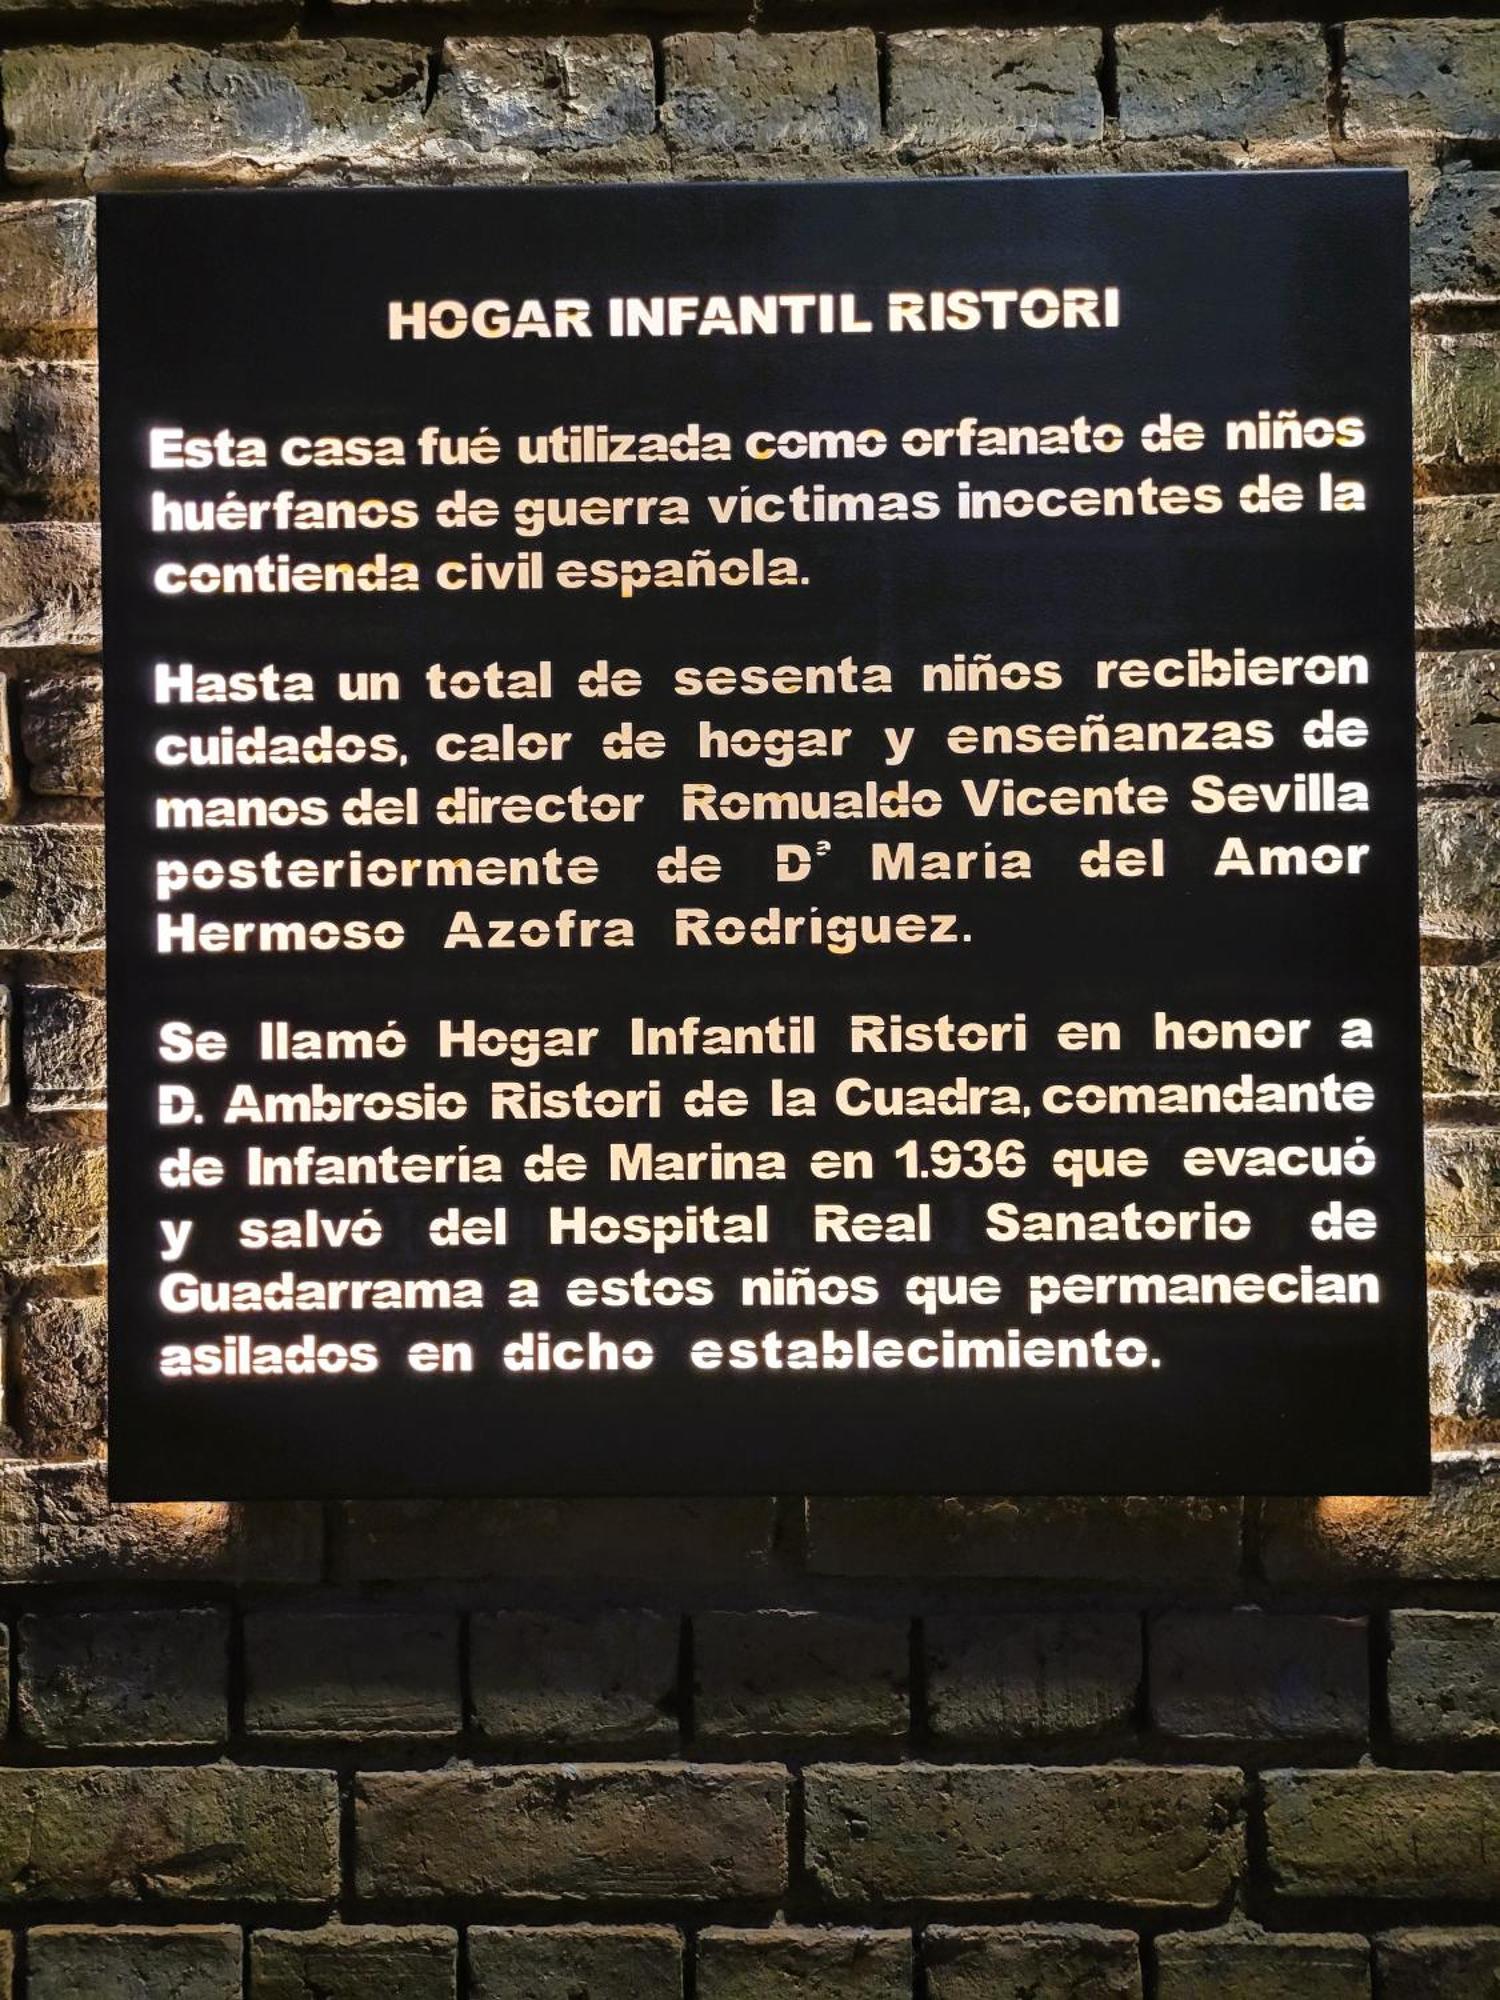 HOGAR INFANTIL RISTORI
Esta casa fué utilizada como orfanato de niños
huérfanos de guerra víctimas inocentes de la
contienda civil española.
Hasta un total de sesenta niños recibieron
cuidados, calor de hogar y enseñanzas de
manos del director Romualdo Vicente Sevilla
posteriormente de Dª María del Amor
Hermoso Azofra Rodríguez.
Se llamó Hogar Infantil Ristori en honor a
D. Ambrosio Ristori de la Cuadra, comandante
de Infantería de Marina en 1.936 que evacuó
y salvó del Hospital Real Sanatorio de
Guadarrama a estos niños que permanecian
asilados en dicho establecimiento.